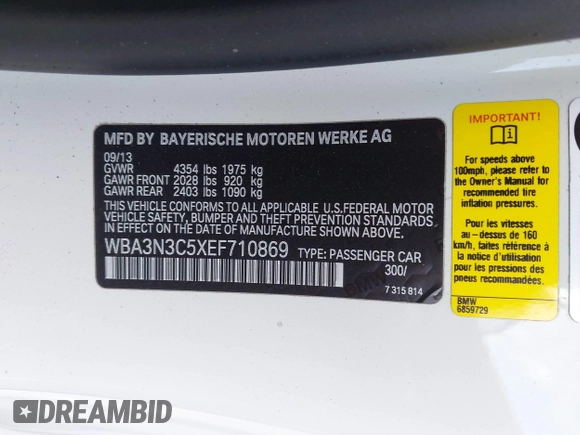 MFD BY BAYERISCHE MOTOREN WERKE AG
09/13
GVWR 4354 lbs 1975 kg
GAWR FRONT 2028 lbs 920 kg
GAWR REAR 2403 lbs 1090 kg
THIS VEHICLE CONFORMS TO ALL APPLICABLE U.S.FEDERAL MOTOR
VEHICLE SAFETY, BUMPER AND THEFT PREVENTION STANDARDS
IN EFFECT ON THE DATE OF MANUFACTURE SHOWN ABOVE.
WBA3N3C5XEF710869 TYPE: PASSENGER CAR
300/
7 315 814
IMPORTANT!
For speeds above
100mph, please refer to
the Owner's Manual for
recommended tire
inflation pressures.
Pour les vitesses
au - dessus de 160
km/h, faites référence à
la notice d'utilisation
pour les pressions des
pneus recommandées.
BMW
6859729
DREAMBID